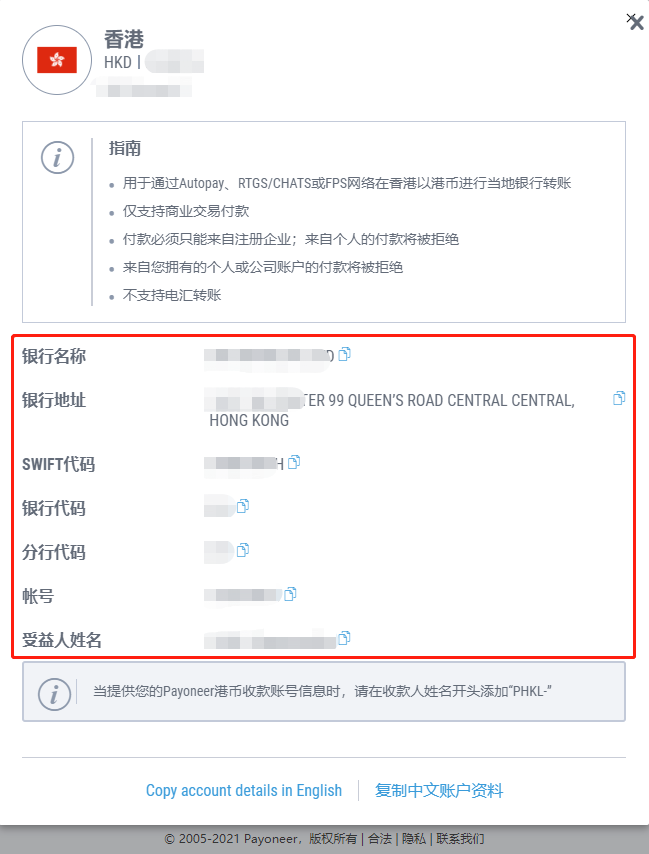 香港
HKD |
指南
用于通过Autopay、RTGS/CHATS或FPS网络在香港以港币进行当地银行转账
仅支持商业交易付款
付款必须只能来自注册企业；来自个人的付款将被拒绝
来自您拥有的个人或公司账户的付款将被拒绝
不支持电汇转账
银行名称
银行地址 99 QUEEN’S ROAD CENTRAL CENTRAL,
HONG KONG
SWIFT代码
银行代码
分行代码
帐号
受益人姓名
当提供您的Payoneer港币收款账号信息时，请在收款人姓名开头添加“PHKL-”
Copy account details in English | 复制中文账户资料
© 2005-2021 Payoneer，版权所有 | 合法 | 隐私 | 联系我们